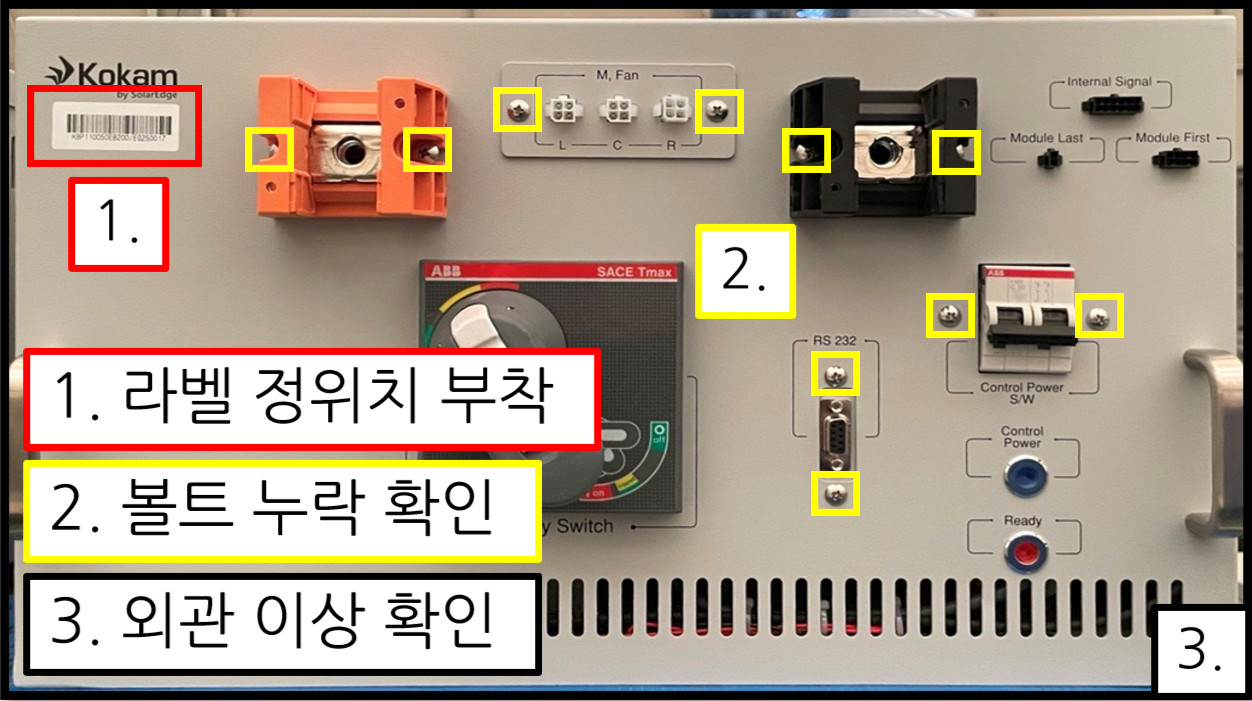 Kokam
by SolarEdge
KBP110050EB200/E0250017
1.
M, Fan
L C R
Internal Signal
Module Last
Module First
ABB
SACE Tmax
2.
ABB
RS 232
Control Power
S/W
1. 라벨 정위치 부착
off
Control
Power
2. 볼트 누락 확인
on
y Switch
Ready
3. 외관 이상 확인
3.